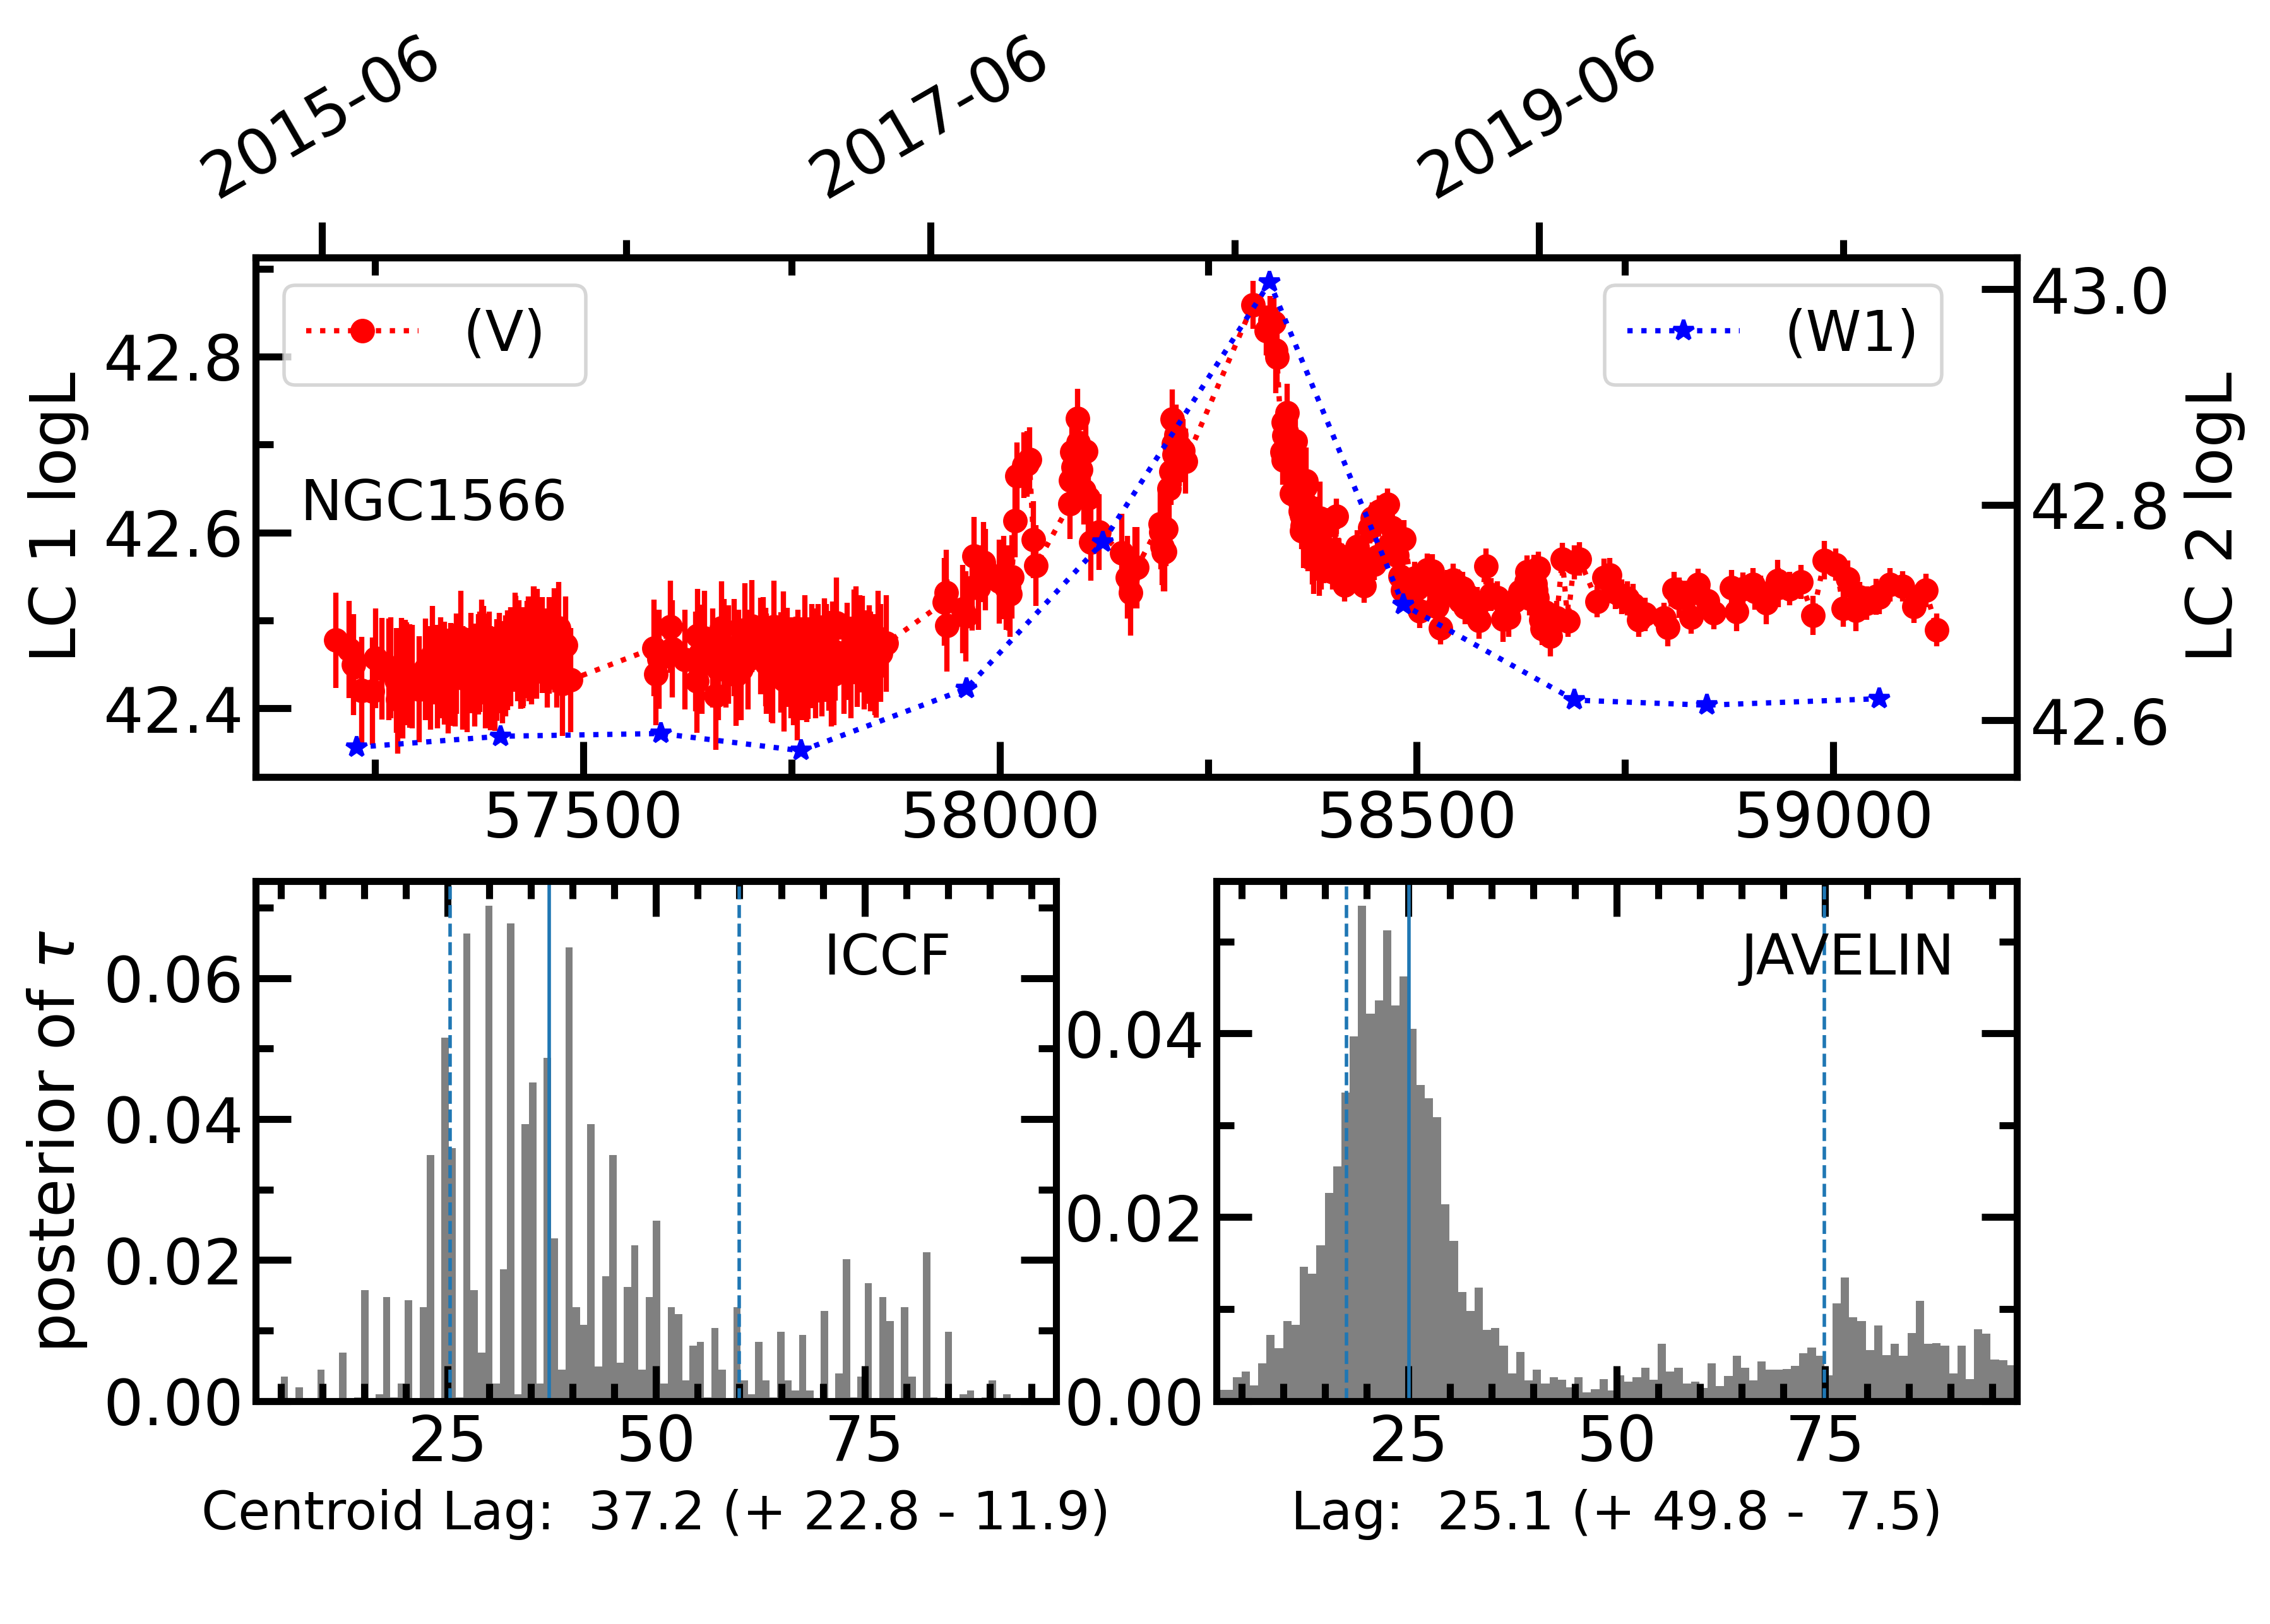 2015-06 2017-06 2019-06
(V) (W1)
NGC1566
LC 1 logL
42.8
42.6
42.4
LC 2 logL
43.0
42.8
42.6
57500 58000 58500 59000
ICCF
posterior of τ
0.06
0.04
0.02
0.00
25 50 75
Centroid Lag: 37.2 (+ 22.8 - 11.9)
JAVELIN
0.04
0.02
0.00
25 50 75
Lag: 25.1 (+ 49.8 - 7.5)